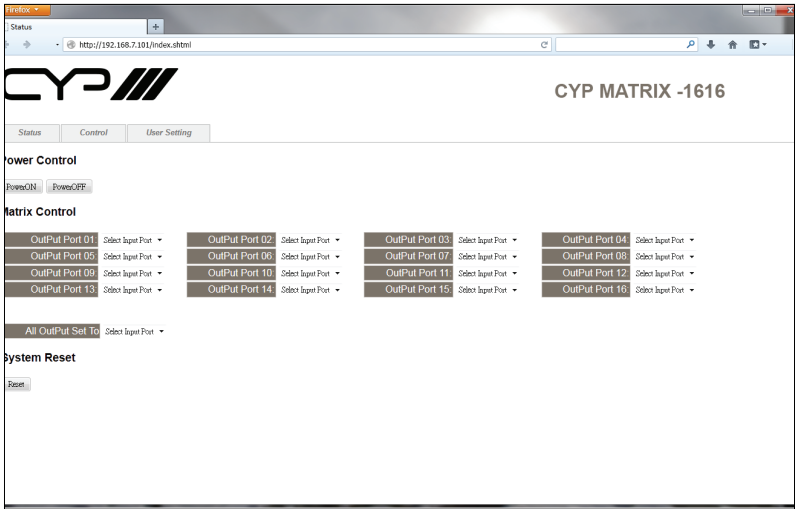 Firefox
Status
+
http://192.168.7.101/index.shtml
CYP
CYP MATRIX -1616
Status Control User Setting
Power Control
PowerON PowerOFF
Matrix Control
OutPut Port 01: Select Input Port OutPut Port 02: Select Input Port OutPut Port 03: Select Input Port OutPut Port 04: Select Input Port
OutPut Port 05: Select Input Port OutPut Port 06: Select Input Port OutPut Port 07: Select Input Port OutPut Port 08: Select Input Port
OutPut Port 09: Select Input Port OutPut Port 10: Select Input Port OutPut Port 11: Select Input Port OutPut Port 12: Select Input Port
OutPut Port 13: Select Input Port OutPut Port 14: Select Input Port OutPut Port 15: Select Input Port OutPut Port 16: Select Input Port
All OutPut Set To Select Input Port
System Reset
Reset